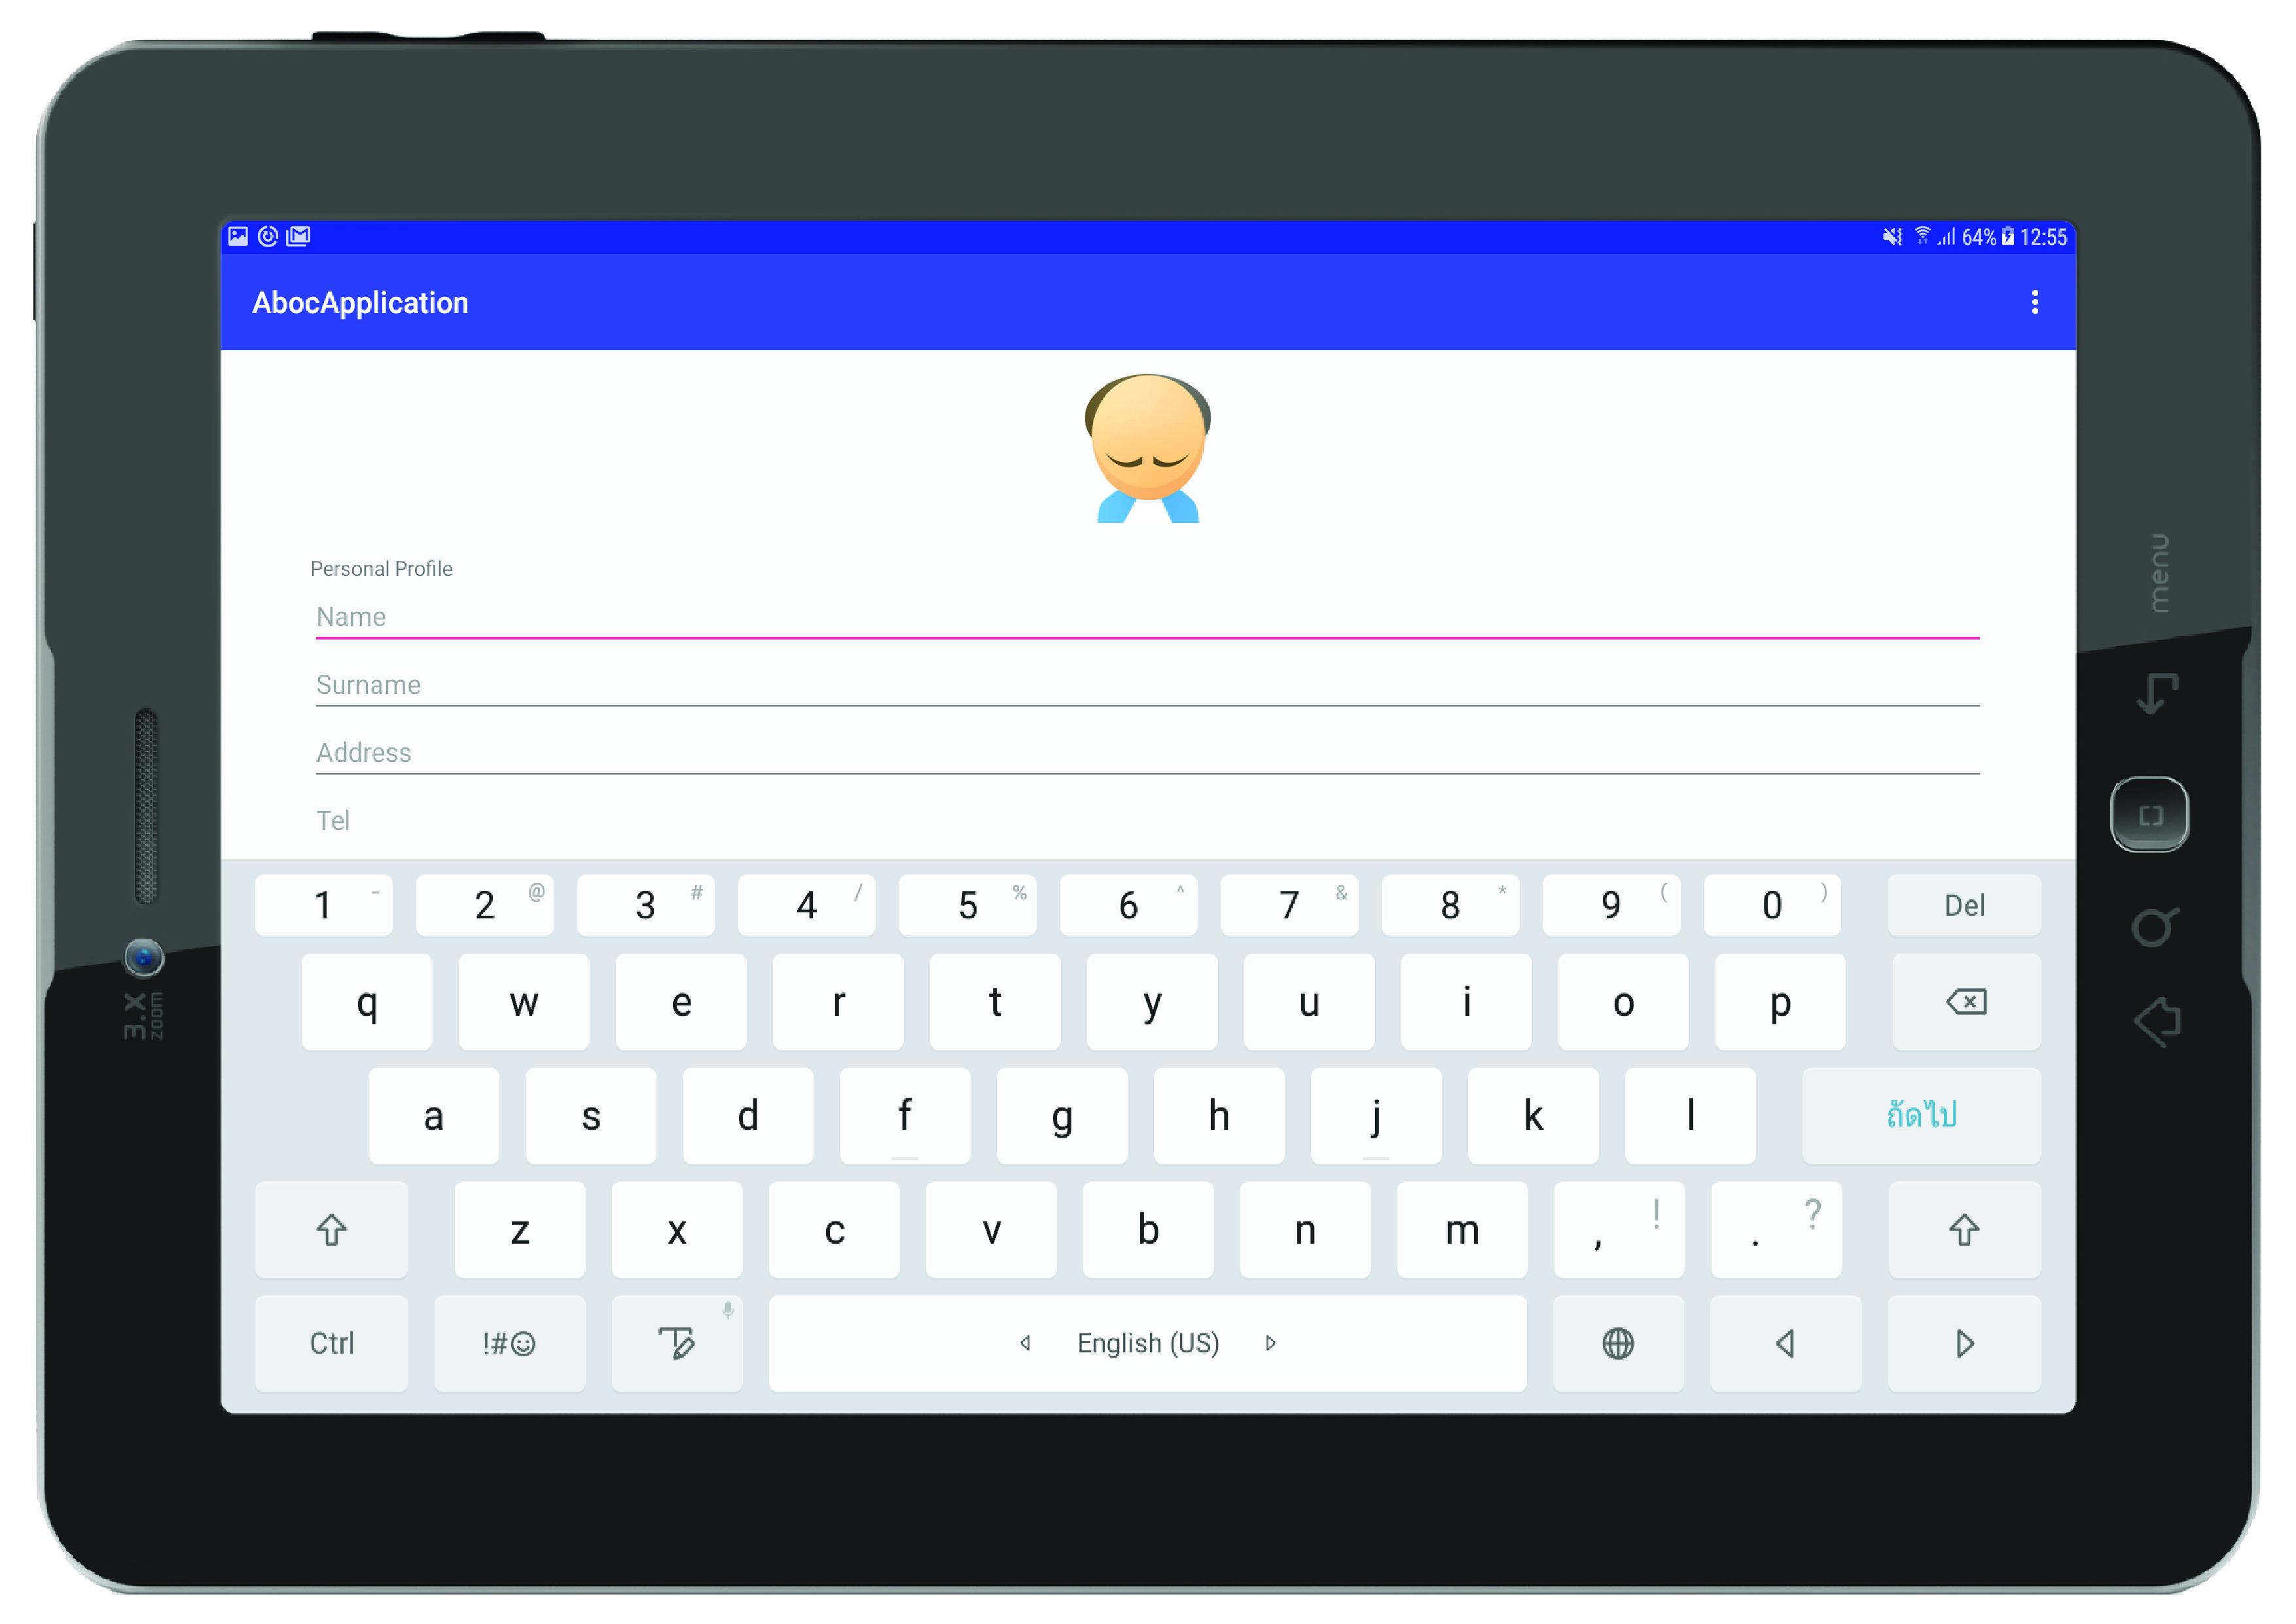 64% 12:55
AbocApplication
Personal Profile
Name
Surname
Address
Tel
1 - 2 @ 3 # 4 / 5 % 6 ^ 7 & 8 * 9 ( 0 ) Del
q w e r t y u i o p
a s d f g h j k l ถัดไป
z x c v b n m , ! . ?
Ctrl !#☺ English (US)
menu
3.X
zoom